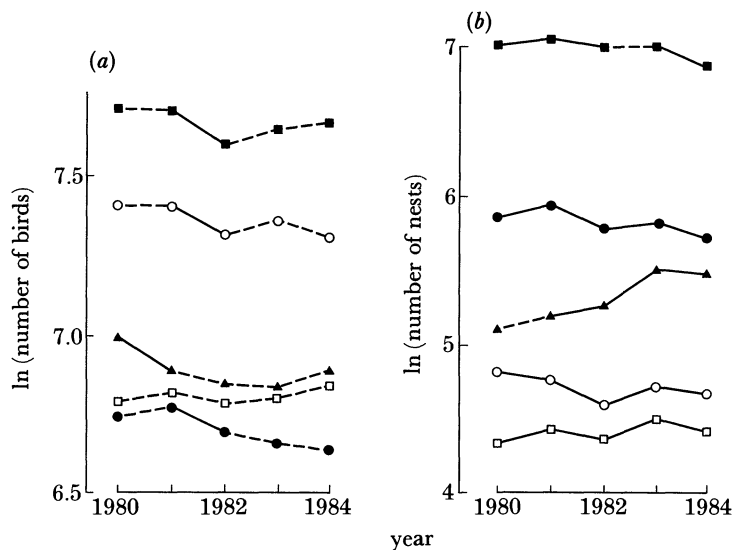 (a)
ln (number of birds)
7.5
7.0
6.5
1980
1982
1984
(b)
ln (number of nests)
7
6
5
4
1980
1982
1984
year